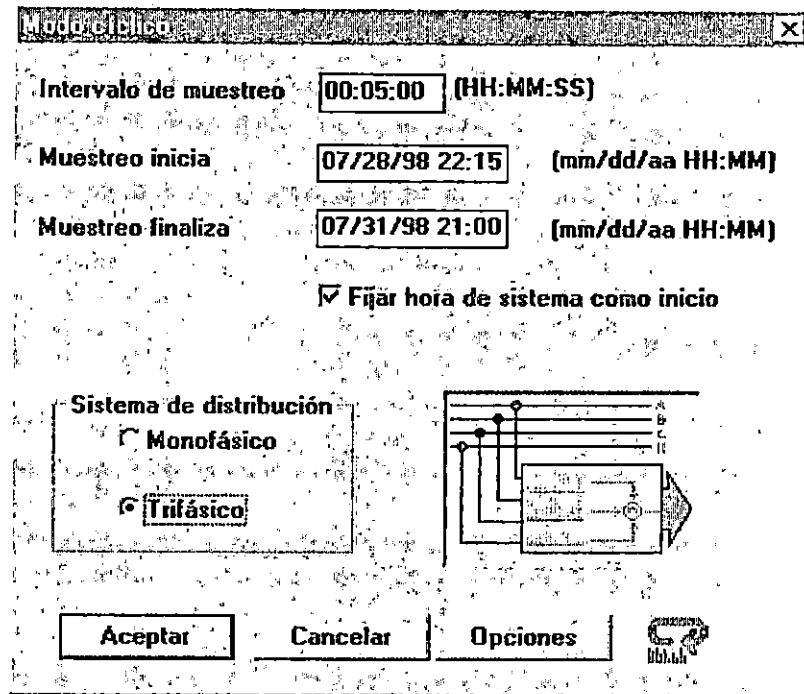 Modo cíclico
Intervalo de muestreo 00:05:00 (HH:MM:SS)
Muestreo inicia 07/28/98 22:15 (mm/dd/aa HH:MM)
Muestreo finaliza 07/31/98 21:00 (mm/dd/aa HH:MM)
Fijar hora de sistema como inicio
Sistema de distribución
Monofásico
Trifásico
A
B
C
Aceptar Cancelar Opciones